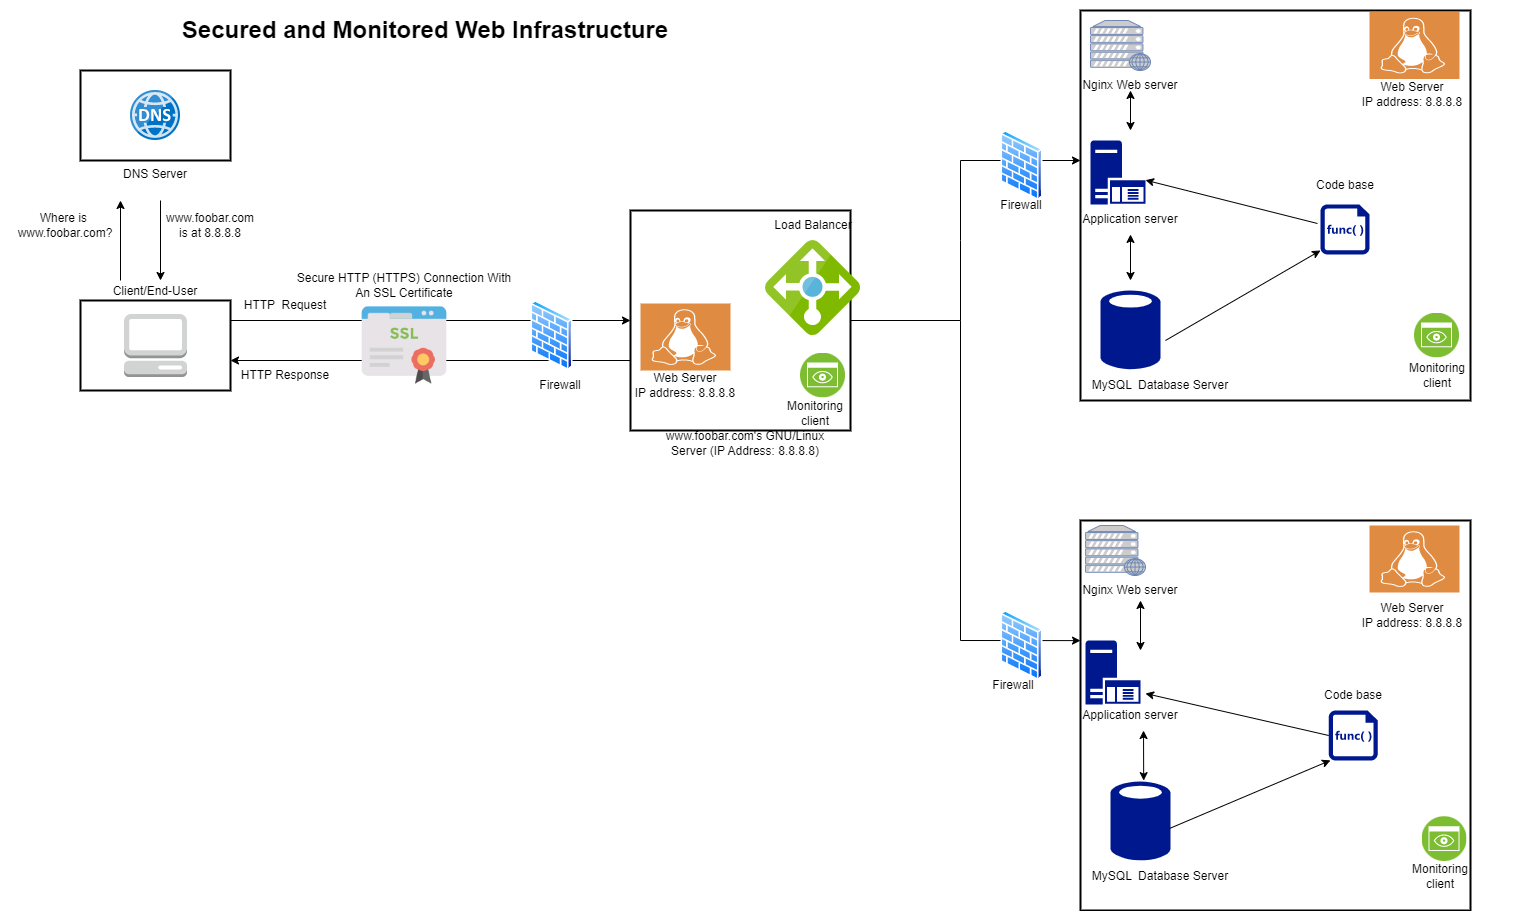 Secured and Monitored Web Infrastructure
DNS
DNS Server
Where is
www.foobar.com?
www.foobar.com
is at 8.8.8.8
Client/End-User
HTTP  Request
HTTP Response
Secure HTTP (HTTPS) Connection With
An SSL Certificate
SSL
Firewall
Load Balancer
Web Server
IP address: 8.8.8.8
Monitoring
client
www.foobar.com's GNU/Linux
Server (IP Address: 8.8.8.8)
Firewall
Nginx Web server
Web Server
IP address: 8.8.8.8
Application server
Code base
func( )
MySQL  Database Server
Monitoring
client
Firewall
Nginx Web server
Web Server
IP address: 8.8.8.8
Application server
Code base
func( )
MySQL  Database Server
Monitoring
client